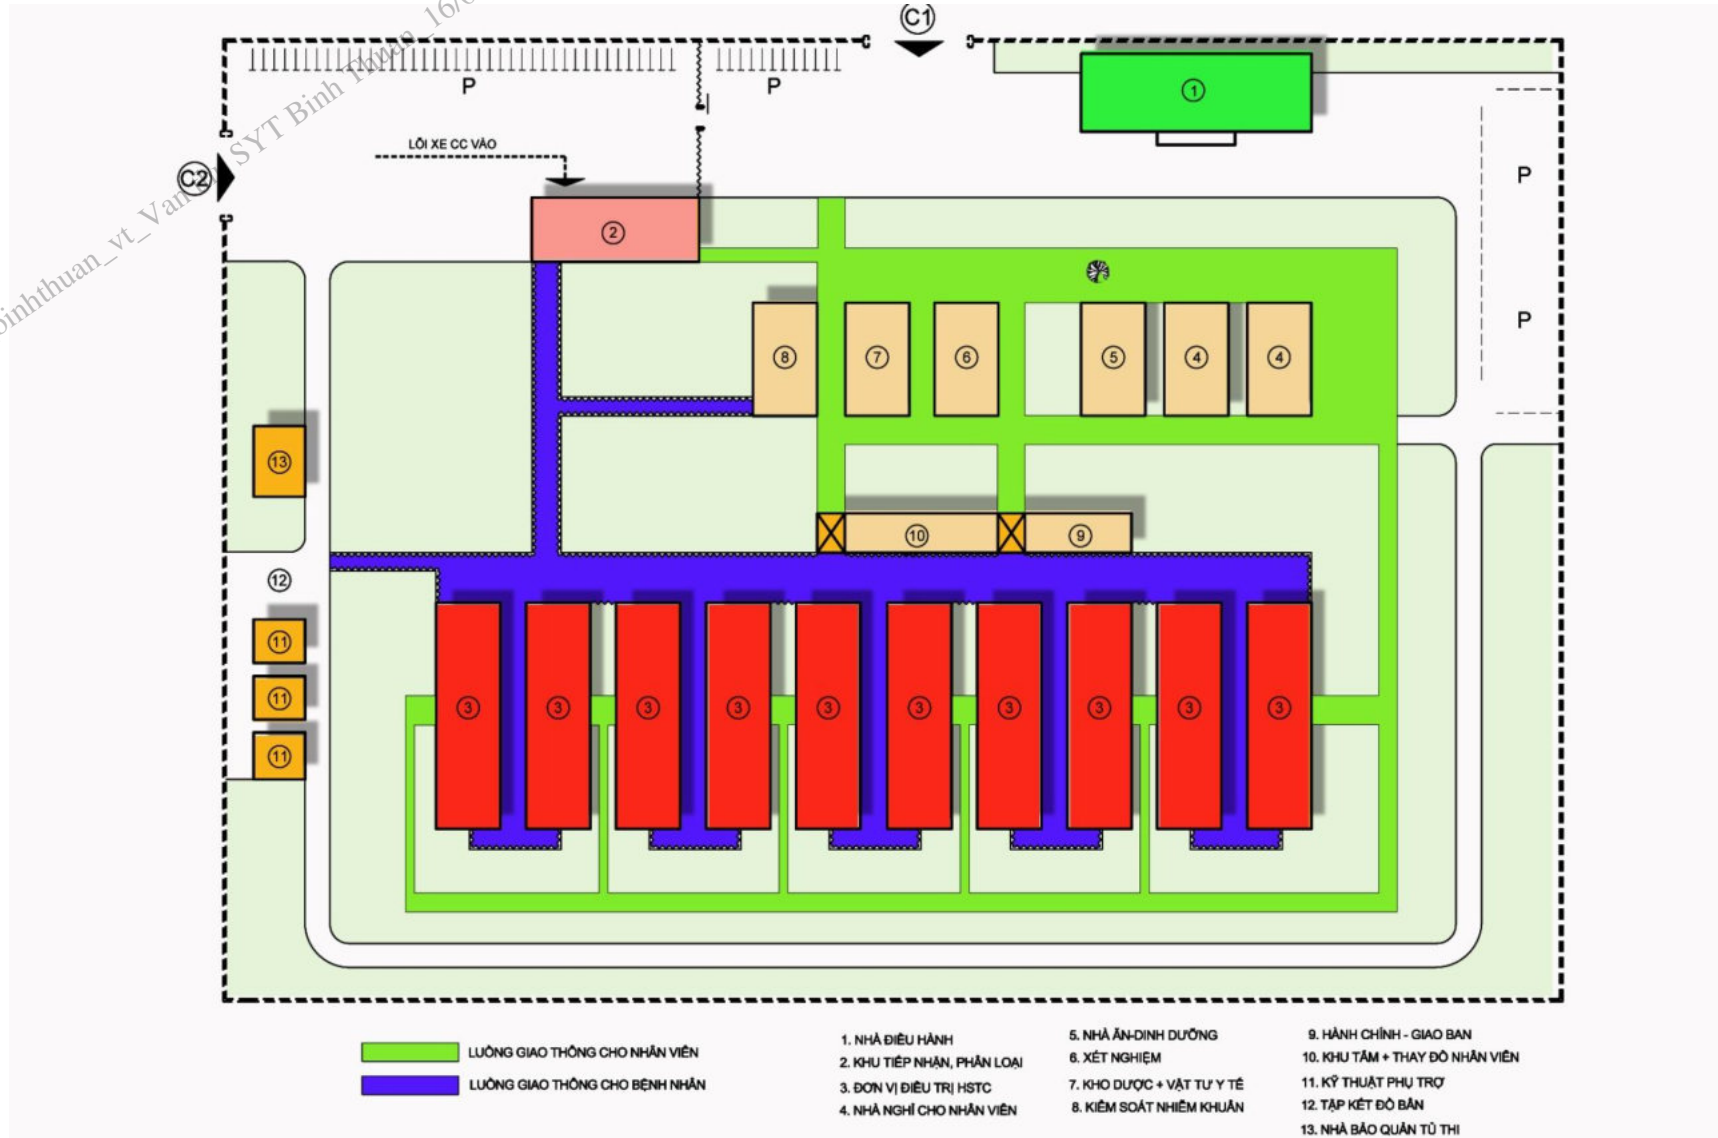 C1
P
P
1
LỐI XE CC VÀO
C2
SYT Binh Thuan_16/0
binhthuan_vt_Van
P
2
P
8
7
6
5
4
4
13
10
9
12
11
11
11
3
3
3
3
3
3
3
3
3
3
LUỒNG GIAO THÔNG CHO NHÂN VIÊN
LUỒNG GIAO THÔNG CHO BỆNH NHÂN
1. NHÀ ĐIỀU HÀNH
2. KHU TIẾP NHẬN, PHÂN LOẠI
3. ĐƠN VỊ ĐIỀU TRỊ HSTC
4. NHÀ NGHỈ CHO NHÂN VIÊN
5. NHÀ ĂN-DINH DƯỠNG
6. XÉT NGHIỆM
7. KHO DƯỢC + VẬT TƯ Y TẾ
8. KIỂM SOÁT NHIỄM KHUẨN
9. HÀNH CHÍNH - GIAO BAN
10. KHU TẮM + THAY ĐỒ NHÂN VIÊN
11. KỸ THUẬT PHỤ TRỢ
12. TẬP KẾT ĐỒ BẨN
13. NHÀ BẢO QUẢN TỬ THI